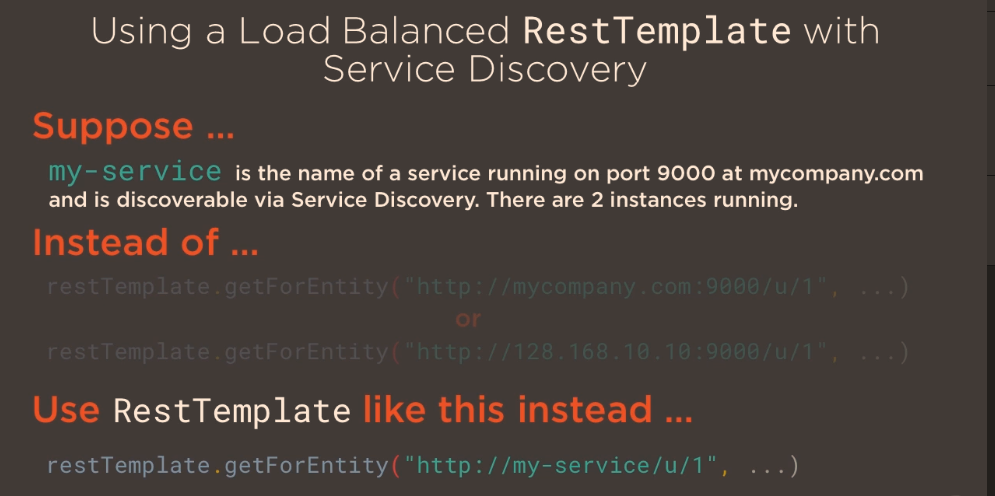 Using a Load Balanced RestTemplate with
Service Discovery
Suppose ...
my-service is the name of a service running on port 9000 at mycompany.com
and is discoverable via Service Discovery. There are 2 instances running.
Instead of ...
restTemplate.getForEntity("http://mycompany.com:9000/u/1", ...)
or
restTemplate.getForEntity("http://128.168.10.10:9000/u/1", ...)
Use RestTemplate like this instead ...
restTemplate.getForEntity("http://my-service/u/1", ...)